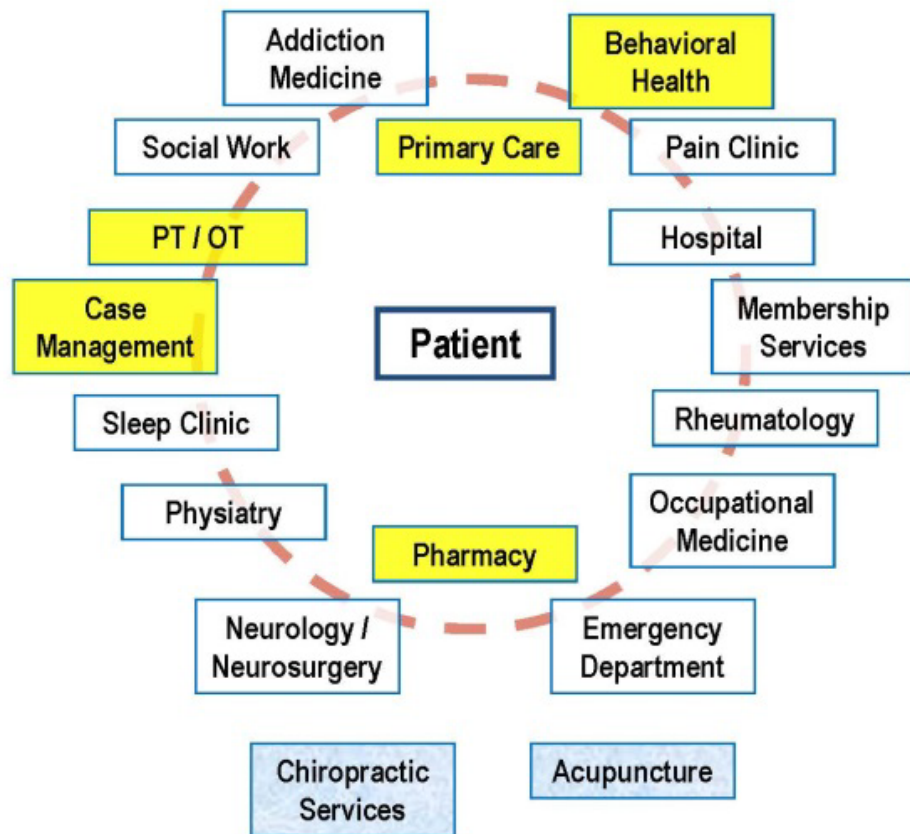 Addiction
Medicine
Behavioral
Health
Social Work
Primary Care
Pain Clinic
PT / OT
Hospital
Case
Management
Patient
Membership
Services
Sleep Clinic
Rheumatology
Physiatry
Occupational
Medicine
Pharmacy
Neurology /
Neurosurgery
Emergency
Department
Chiropractic
Services
Acupuncture